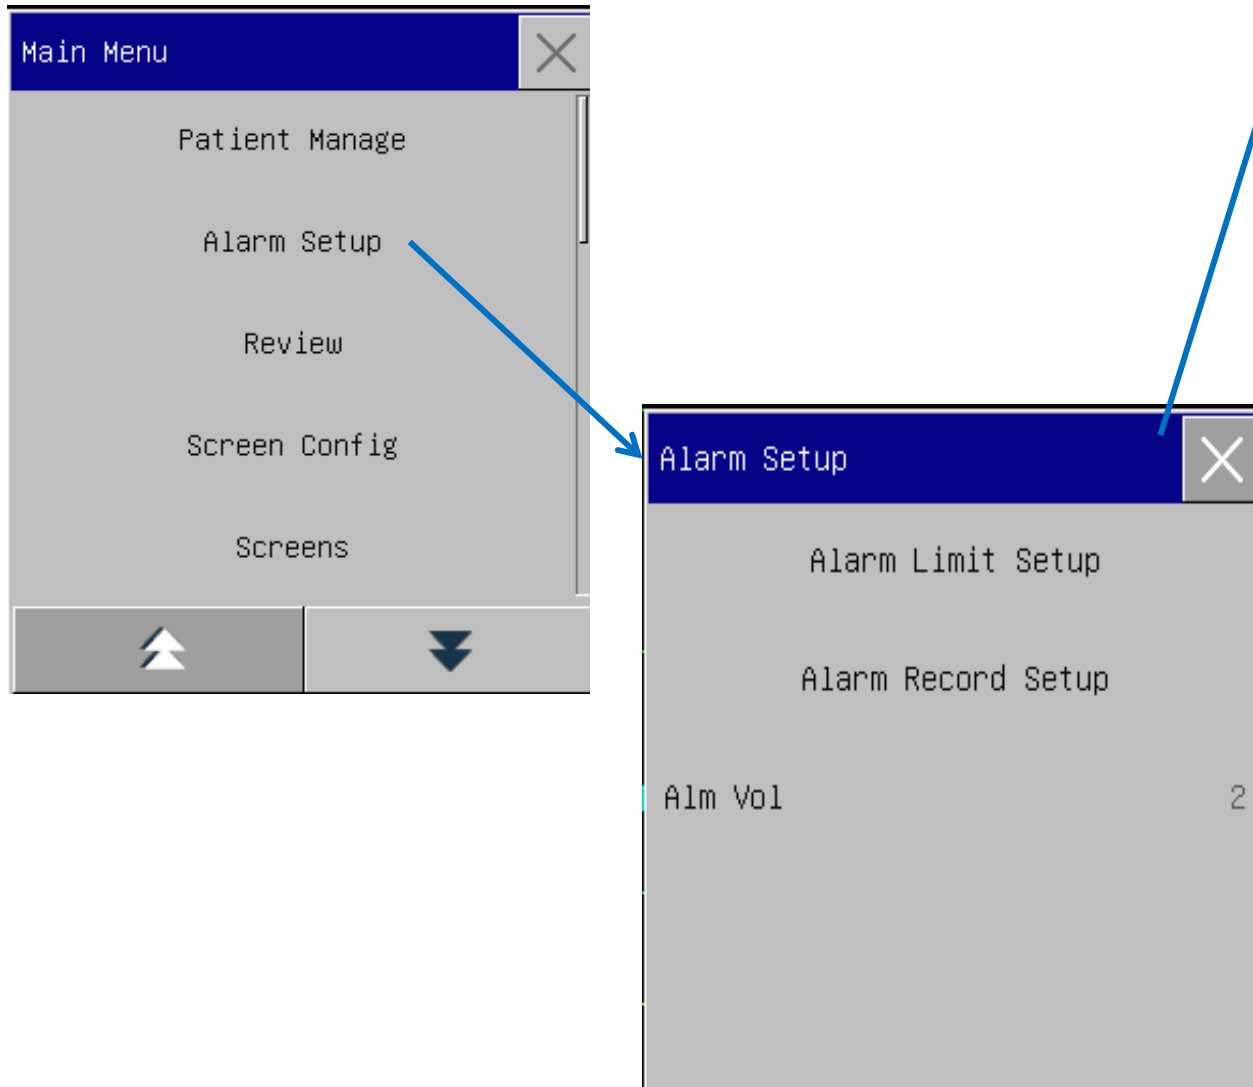 Main Menu
Patient Manage
Alarm Setup
Review
Screen Config
Screens
Alarm Setup
Alarm Limit Setup
Alarm Record Setup
Alm Vol 2